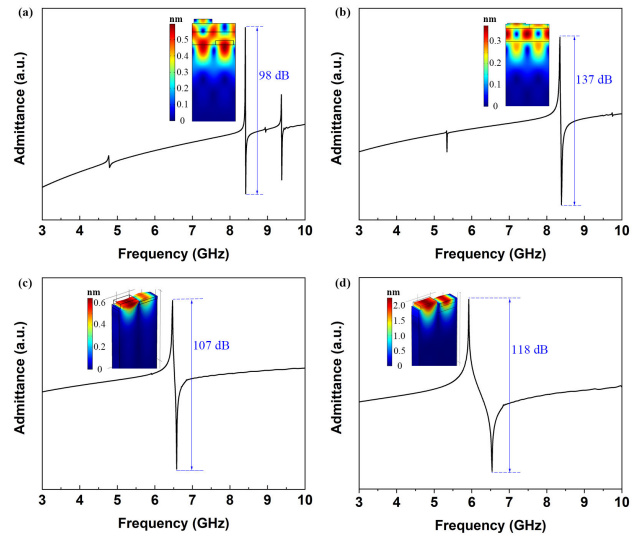 (a)
nm
0.5
0.4
0.3
0.2
0.1
0
98 dB
Admittance (a.u.)
3 4 5 6 7 8 9 10
Frequency (GHz)
(b)
nm
0.3
0.2
0.1
0
137 dB
Admittance (a.u.)
3 4 5 6 7 8 9 10
Frequency (GHz)
(c)
nm
0.6
0.4
0.2
0
107 dB
Admittance (a.u.)
3 4 5 6 7 8 9 10
Frequency (GHz)
(d)
nm
2.0
1.5
1.0
0.5
0
118 dB
Admittance (a.u.)
3 4 5 6 7 8 9 10
Frequency (GHz)